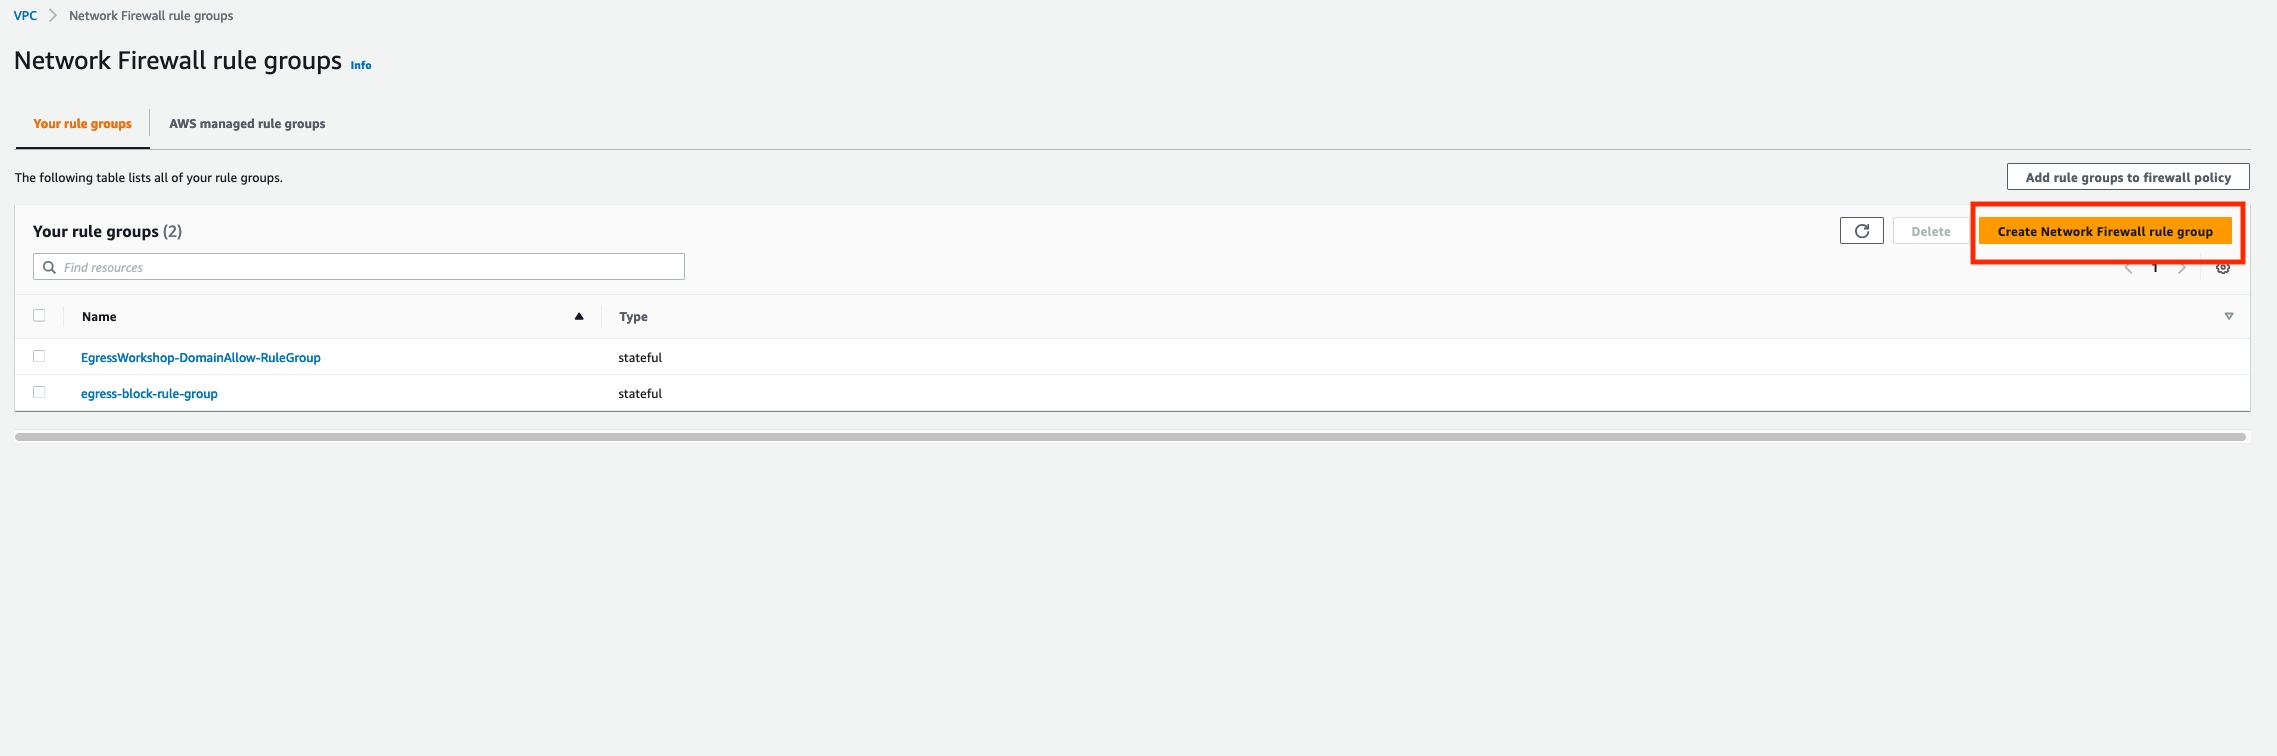 VPC > Network Firewall rule groups
Network Firewall rule groups Info
Your rule groups AWS managed rule groups
The following table lists all of your rule groups. Add rule groups to firewall policy
Your rule groups (2) Delete Create Network Firewall rule group
Find resources 1
Name Type
EgressWorkshop-DomainAllow-RuleGroup stateful
egress-block-rule-group stateful